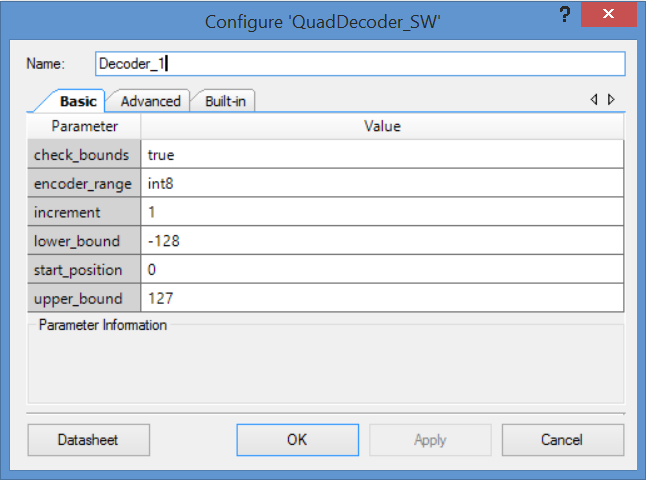 Configure 'QuadDecoder_SW'
?
Name: Decoder_1
Basic Advanced Built-in
Parameter Value
check_bounds true
encoder_range int8
increment 1
lower_bound -128
start_position 0
upper_bound 127
Parameter Information
Datasheet OK Apply Cancel